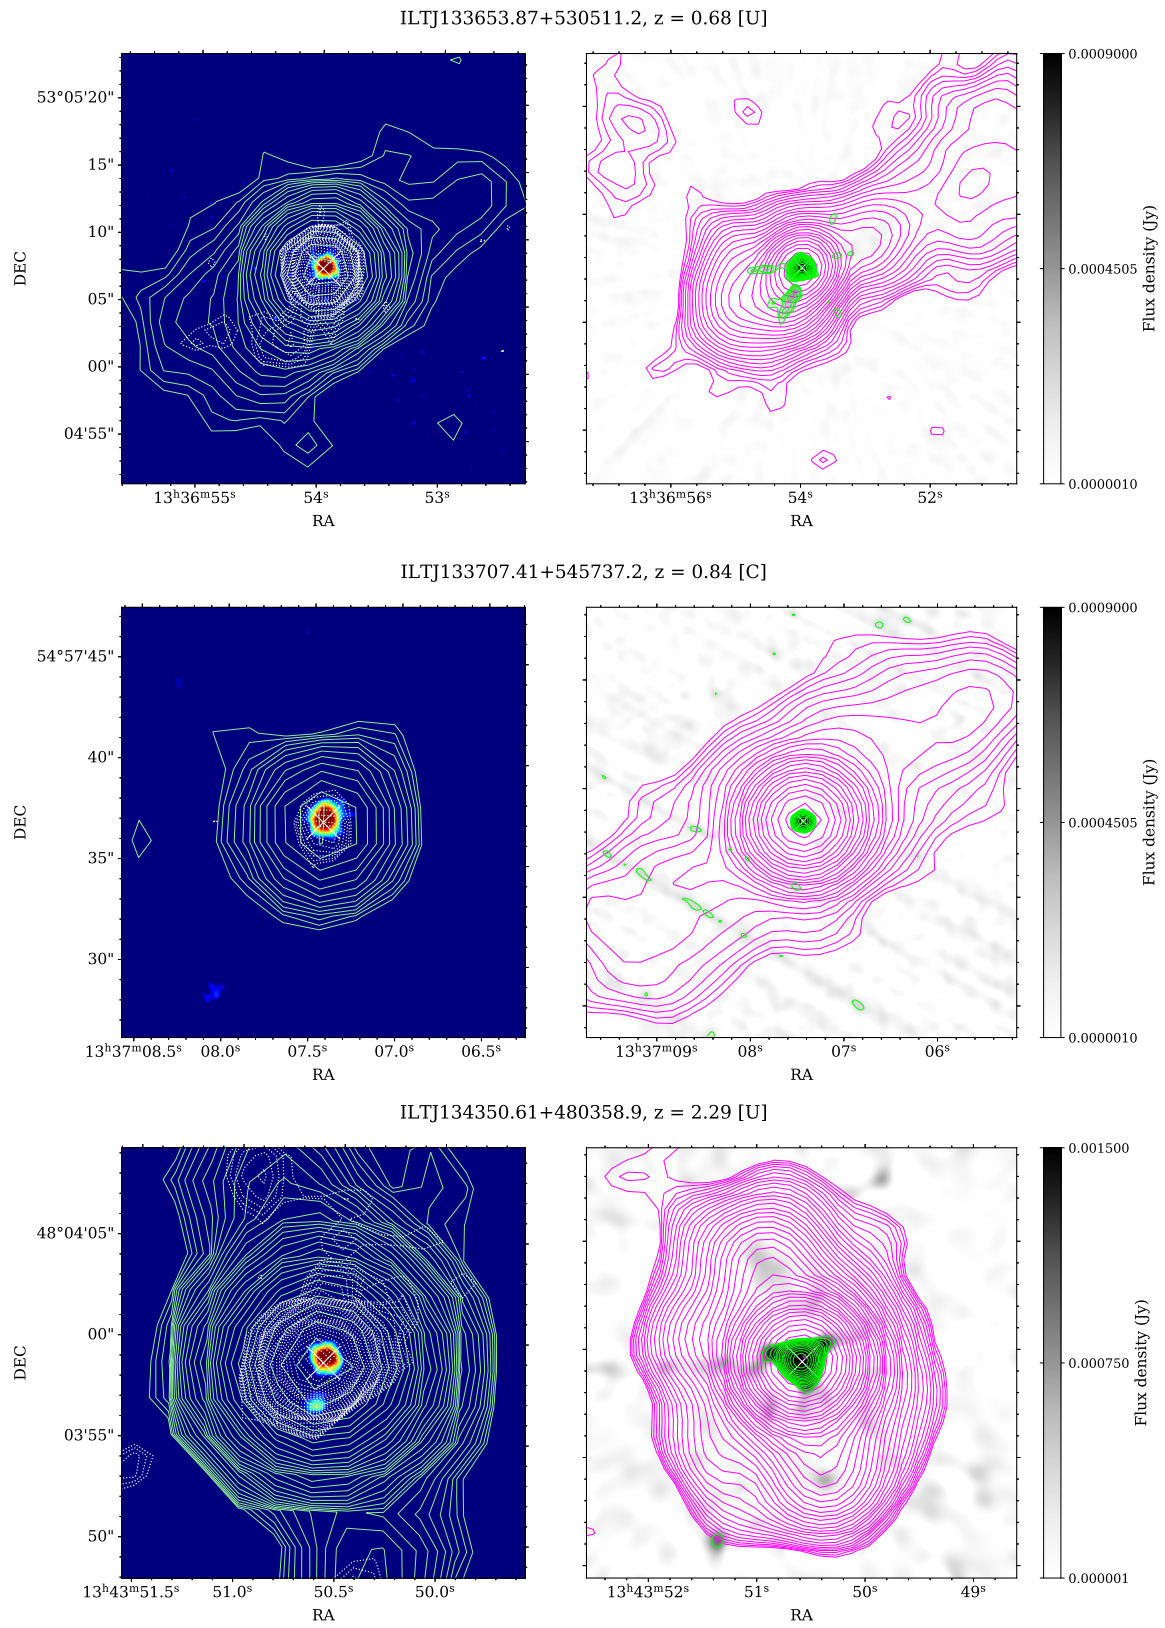 ILTJ133653.87+530511.2, z = 0.68 [U]
53°05'20"
15"
10"
05"
00"
04'55"
DEC
13ʰ36ᵐ55ˢ 54ˢ 53ˢ
RA
13ʰ36ᵐ56ˢ 54ˢ 52ˢ
RA
0.0009000
0.0004505
0.0000010
Flux density (Jy)
ILTJ133707.41+545737.2, z = 0.84 [C]
54°57'45"
40"
35"
30"
DEC
13ʰ37ᵐ08.5ˢ 08.0ˢ 07.5ˢ 07.0ˢ 06.5ˢ
RA
13ʰ37ᵐ09ˢ 08ˢ 07ˢ 06ˢ
RA
0.0009000
0.0004505
0.0000010
Flux density (Jy)
ILTJ134350.61+480358.9, z = 2.29 [U]
48°04'05"
00"
03'55"
50"
DEC
13ʰ43ᵐ51.5ˢ 51.0ˢ 50.5ˢ 50.0ˢ
RA
13ʰ43ᵐ52ˢ 51ˢ 50ˢ 49ˢ
RA
0.001500
0.000750
0.000001
Flux density (Jy)